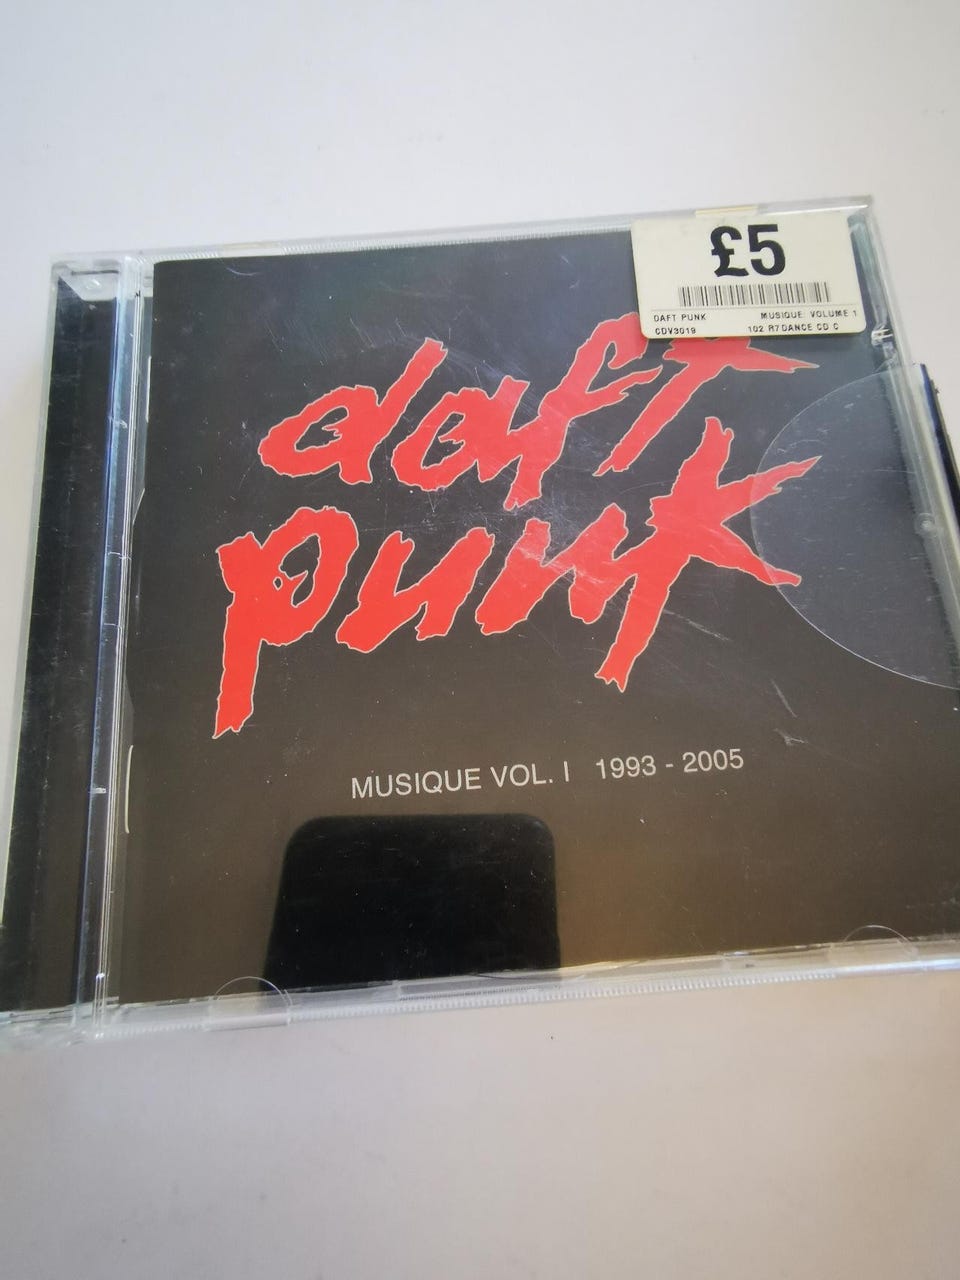 £5
DAFT PUNK MUSIQUE VOLUME 1
CDV3019 102 R7DANCE CD C
daft
punk
MUSIQUE VOL. I 1993 - 2005